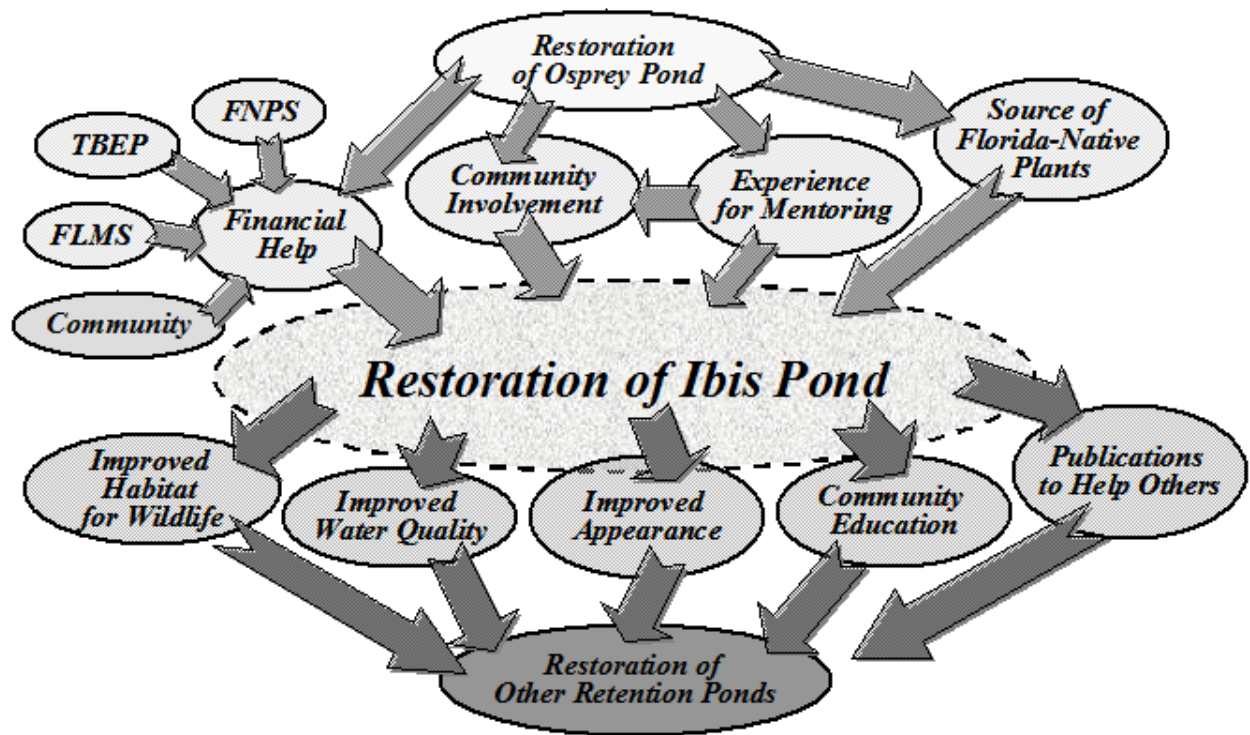 Restoration
of Osprey Pond
FNPS
TBEP
FLMS
Community
Financial
Help
Community
Involvement
Experience
for Mentoring
Source of
Florida-Native
Plants
Restoration of Ibis Pond
Improved
Habitat
for Wildlife
Improved
Water Quality
Improved
Appearance
Community
Education
Publications
to Help Others
Restoration of
Other Retention Ponds